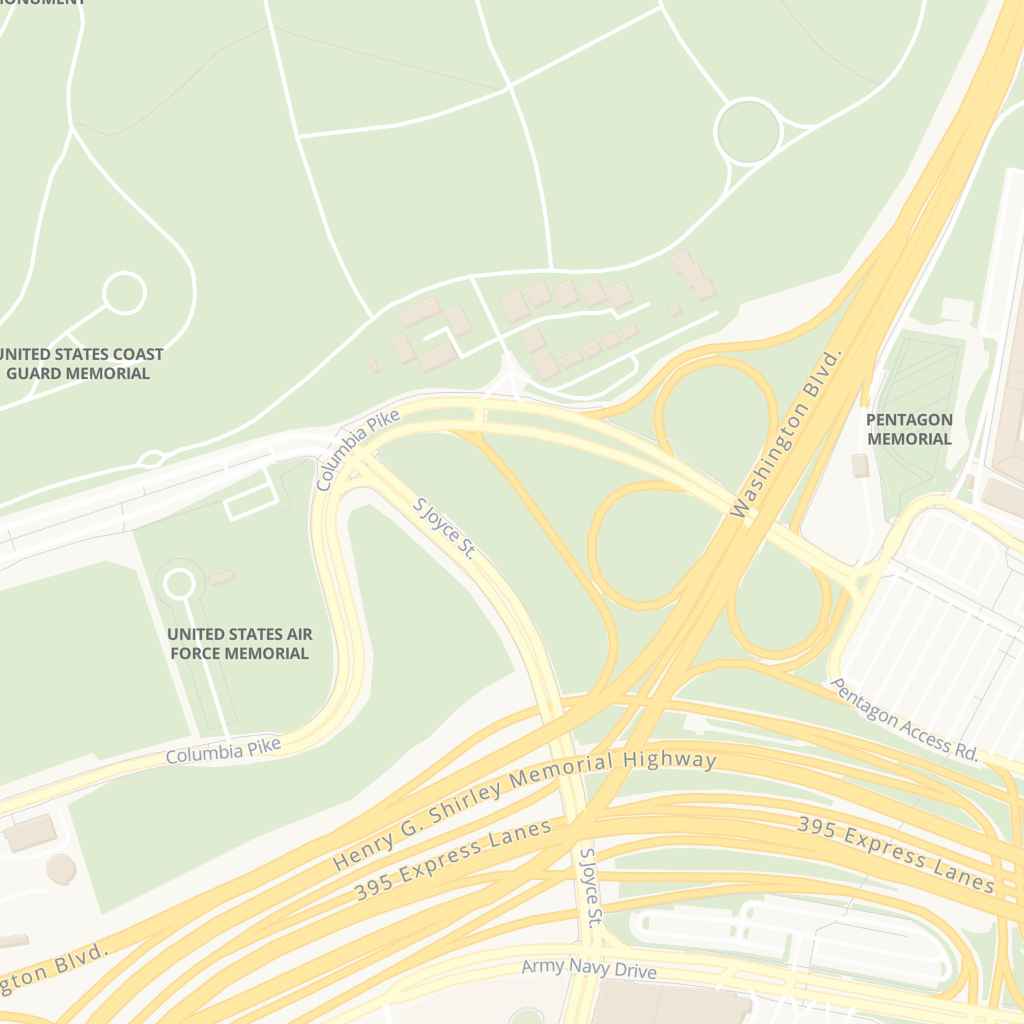 UNITED STATES COAST
GUARD MEMORIAL
Columbia Pike
Washington Blvd.
PENTAGON
MEMORIAL
S Joyce St.
UNITED STATES AIR
FORCE MEMORIAL
Pentagon Access Rd.
Columbia Pike
Henry G. Shirley Memorial Highway
395 Express Lanes
395 Express Lanes
S Joyce St.
ngton Blvd.
Army Navy Drive